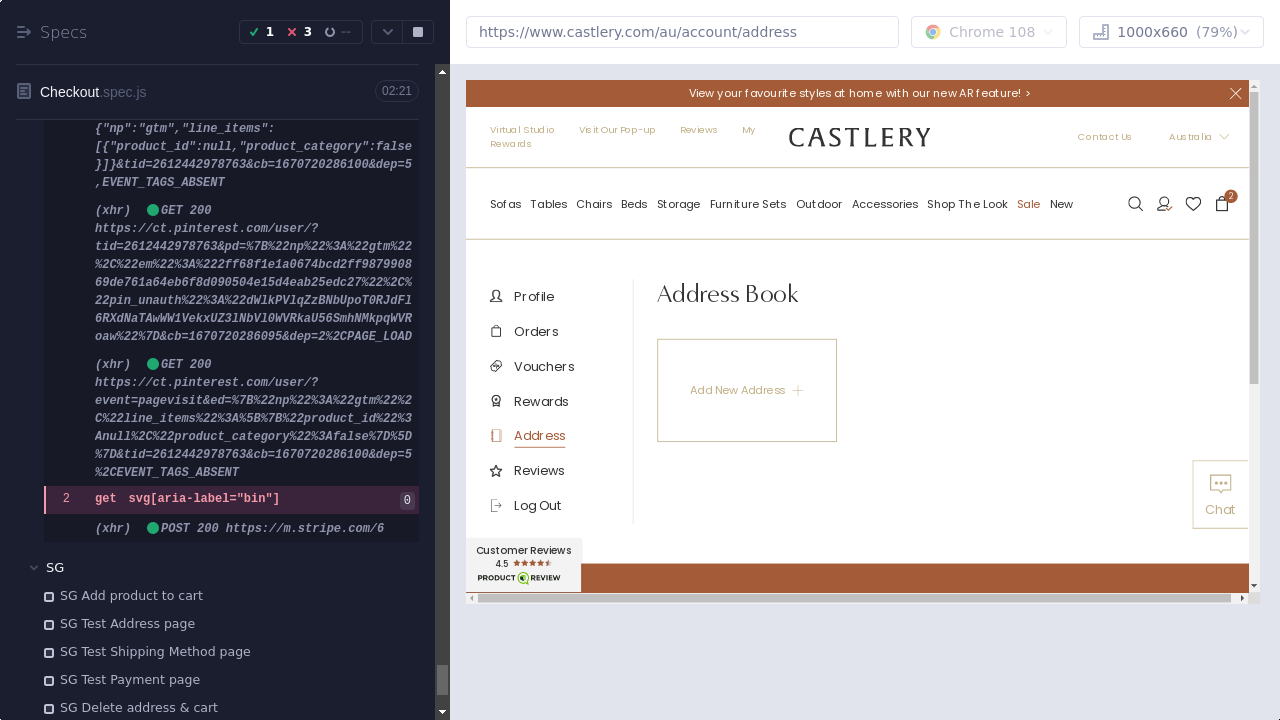 Specs
1
3
--
https://www.castlery.com/au/account/address
Chrome 108
1000x660 (79%)
Checkout.spec.js
02:21
{"np":"gtm","line_items":
[{"product_id":null,"product_category":false
}]}&tid=2612442978763&cb=1670720286100&dep=5
,EVENT_TAGS_ABSENT
(xhr) GET 200
https://ct.pinterest.com/user/?
tid=2612442978763&pd=%7B%22np%22%3A%22gtm%22
%2C%22em%22%3A%222ff68f1e1a0674bcd2ff9879908
69de761a64eb6f8d090504e15d4eab25edc27%22%2C%
22pin_unauth%22%3A%22dWlkPVlqZzBNbUpoT0RJdFl
6RXdNaTAwWW1VekxUZ3lNbVl0WVRkaU56SmhNMkpqWVR
oaw%22%7D&cb=1670720286095&dep=2%2CPAGE_LOAD
(xhr) GET 200
https://ct.pinterest.com/user/?
event=pagevisit&ed=%7B%22np%22%3A%22gtm%22%2
C%22line_items%22%3A%5B%7B%22product_id%22%3
Anull%2C%22product_category%22%3Afalse%7D%5D
%7D&tid=2612442978763&cb=1670720286100&dep=5
%2CEVENT_TAGS_ABSENT
2 get svg[aria-label="bin"] 0
(xhr) POST 200 https://m.stripe.com/6
SG
SG Add product to cart
SG Test Address page
SG Test Shipping Method page
SG Test Payment page
SG Delete address & cart
View your favourite styles at home with our new AR feature! >
Virtual Studio Visit Our Pop-up Reviews My
Rewards
CASTLERY
Contact Us Australia
Sofas Tables Chairs Beds Storage Furniture Sets Outdoor Accessories Shop The Look Sale New
2
Profile
Orders
Vouchers
Rewards
Address
Reviews
Log Out
Address Book
Add New Address
Chat
Customer Reviews
4.5
PRODUCT REVIEW